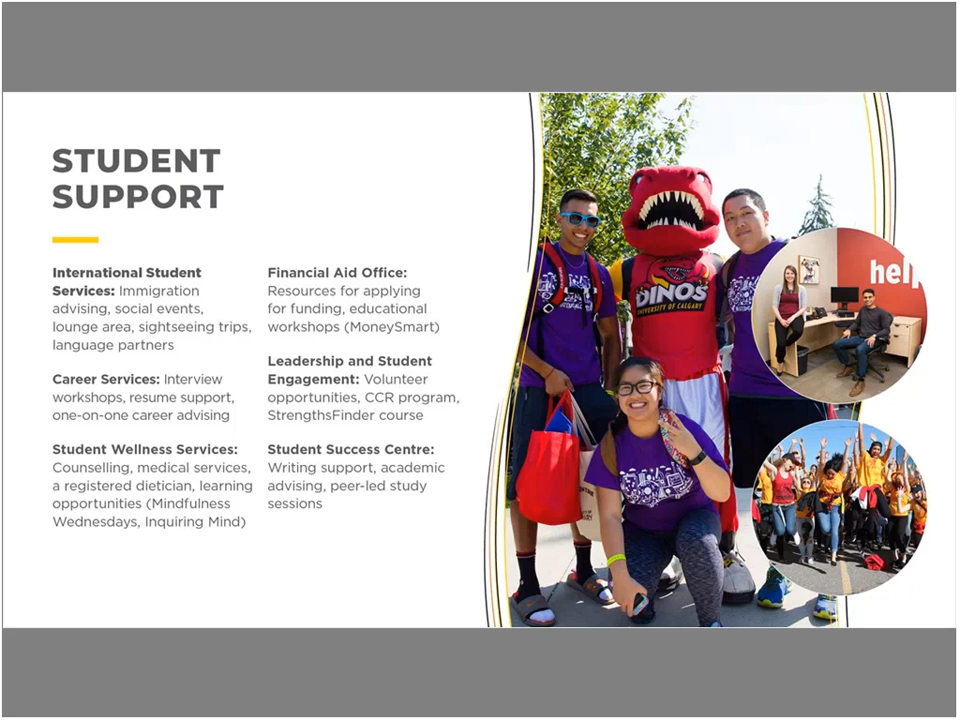 STUDENT
SUPPORT
International Student
Services: Immigration
advising, social events,
lounge area, sightseeing trips,
language partners
Career Services: Interview
workshops, resume support,
one-on-one career advising
Student Wellness Services:
Counselling, medical services,
a registered dietician, learning
opportunities (Mindfulness
Wednesdays, Inquiring Mind)
Financial Aid Office:
Resources for applying
for funding, educational
workshops (MoneySmart)
Leadership and Student
Engagement: Volunteer
opportunities, CCR program,
StrengthsFinder course
Student Success Centre:
Writing support, academic
advising, peer-led study
sessions
DINOS
UNIVERSITY OF CALGARY
help